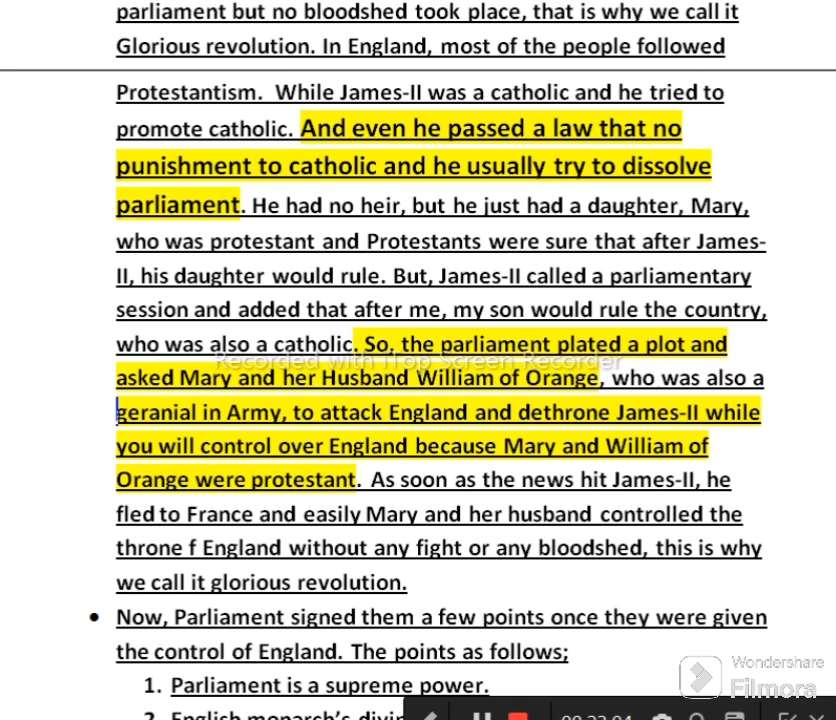 parliament but no bloodshed took place, that is why we call it
Glorious revolution. In England, most of the people followed
Protestantism.  While James-II was a catholic and he tried to
promote catholic. And even he passed a law that no
punishment to catholic and he usually try to dissolve
parliament. He had no heir, but he just had a daughter, Mary,
who was protestant and Protestants were sure that after James-
II, his daughter would rule. But, James-II called a parliamentary
session and added that after me, my son would rule the country,
who was also a catholic. So, the parliament plated a plot and
Recorded with iTop Screen Recorder
asked Mary and her Husband William of Orange, who was also a
geranial in Army, to attack England and dethrone James-II while
you will control over England because Mary and William of
Orange were protestant.  As soon as the news hit James-II, he
fled to France and easily Mary and her husband controlled the
throne f England without any fight or any bloodshed, this is why
we call it glorious revolution.
• Now, Parliament signed them a few points once they were given
the control of England. The points as follows;
Wondershare
Filmora
1. Parliament is a supreme power.
2. English monarch's